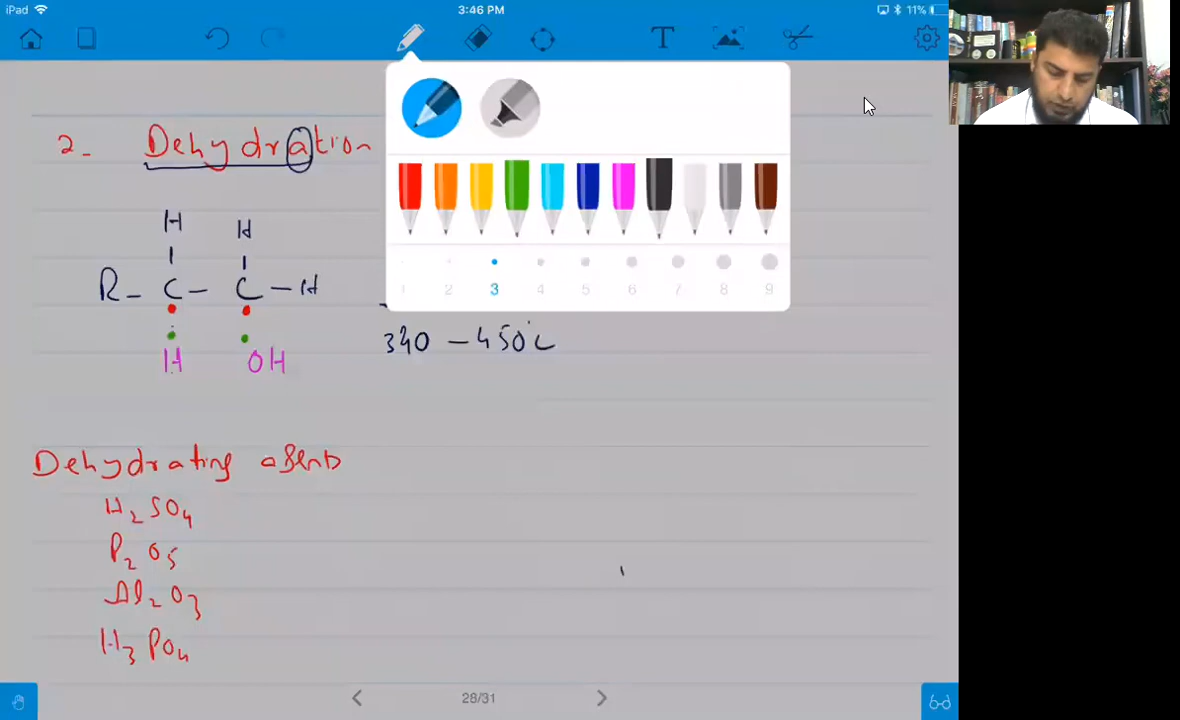 iPad 3:46 PM 11%
T
2- Dehydration
1 2 3 4 5 6 7 8 9
H H
R - C - C - H
340 - 450°C
H OH
Dehydrating agents
H2SO4
P2O5
Al2O3
H3PO4
28/31